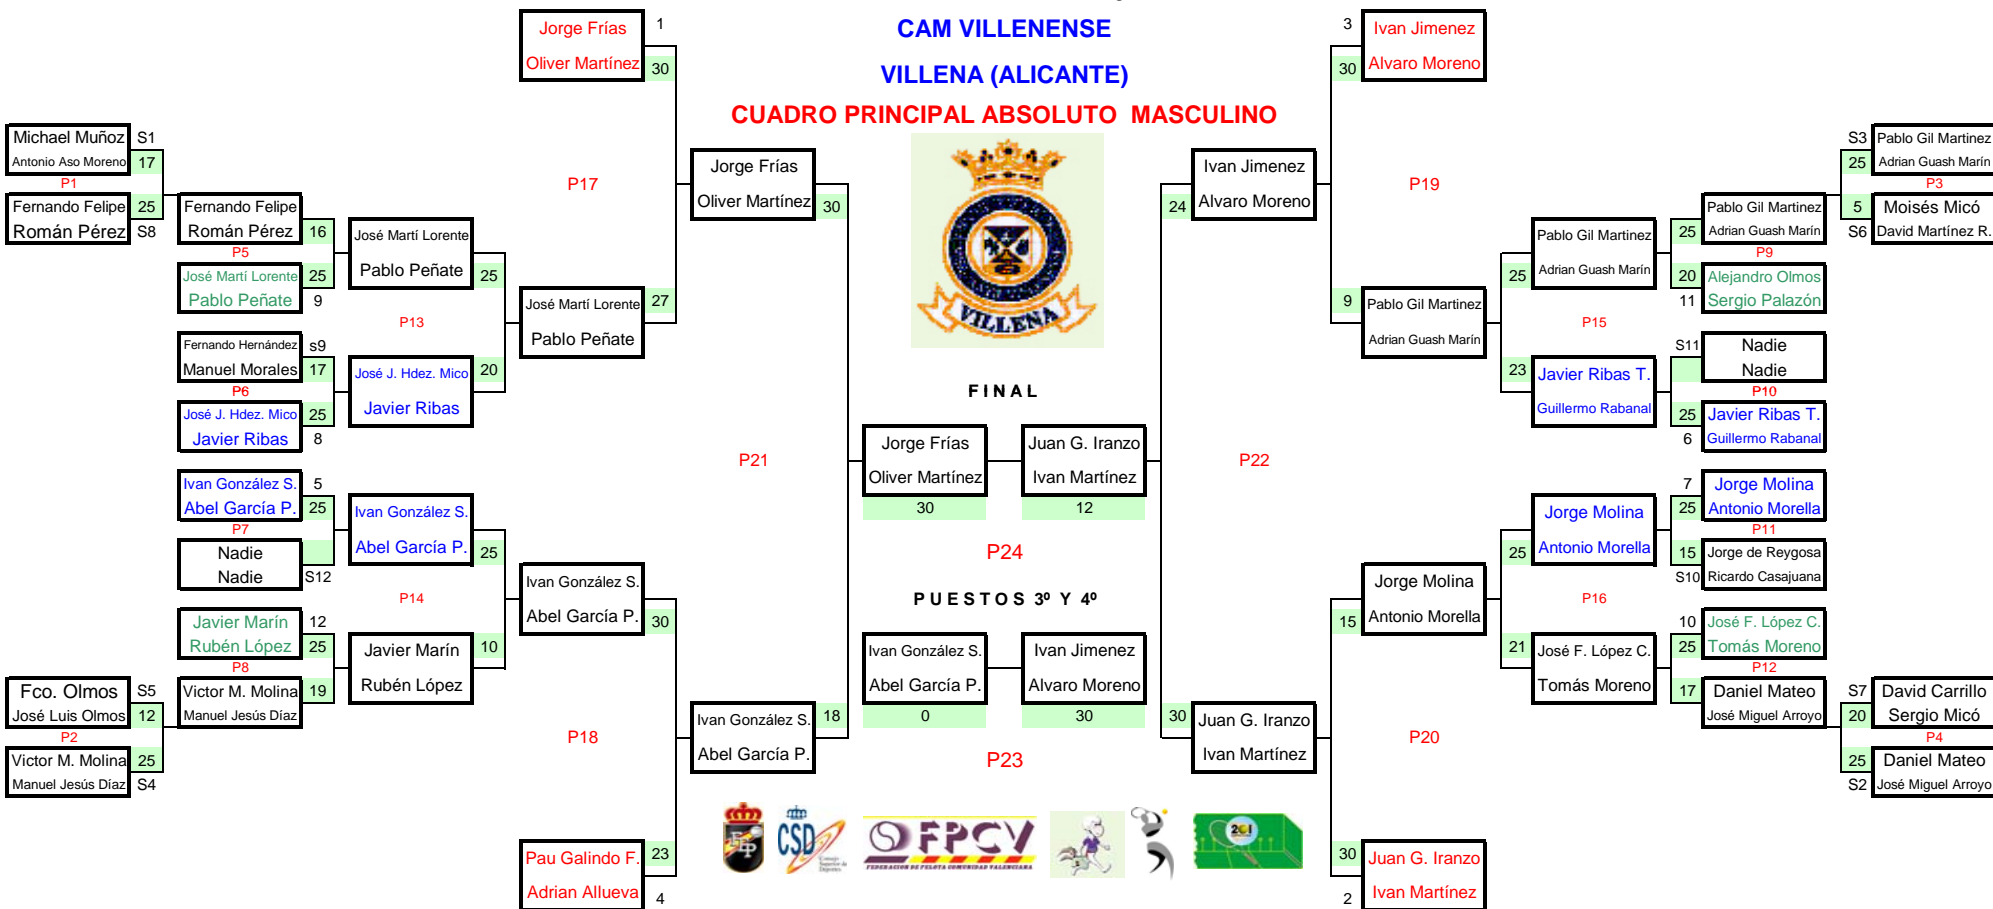 CAM VILLENENSE
VILLENA (ALICANTE)
CUADRO PRINCIPAL ABSOLUTO MASCULINO
Jorge Frías 1
Oliver Martínez 30
3 Ivan Jimenez
30 Alvaro Moreno
Michael Muñoz S1
Antonio Aso Moreno 17
P1
Fernando Felipe 25
Román Pérez S8
Fernando Felipe
Román Pérez 16
P5
José Martí Lorente 25
Pablo Peñate 9
José Martí Lorente
Pablo Peñate 25
P13
Fernando Hernández s9
Manuel Morales 17
P6
José J. Hdez. Mico 25
Javier Ribas 8
José J. Hdez. Mico 20
Javier Ribas
P17
Jorge Frías
Oliver Martínez 30
José Martí Lorente 27
Pablo Peñate
P21
Ivan González S. 5
Abel García P. 25
P7
Nadie
Nadie S12
Ivan González S.
Abel García P. 25
P14
Javier Marín 12
Rubén López 25
P8
Victor M. Molina 19
Manuel Jesús Díaz
Javier Marín 10
Rubén López
Fco. Olmos S5
José Luis Olmos 12
P2
Victor M. Molina 25
Manuel Jesús Díaz S4
Ivan González S.
Abel García P. 30
P18
Ivan González S. 18
Abel García P.
Pau Galindo F. 23
Adrian Allueva 4
VILLENA
FINAL
Jorge Frías
Oliver Martínez
30
Juan G. Iranzo
Ivan Martínez
12
P24
PUESTOS 3º Y 4º
Ivan González S.
Abel García P.
0
Ivan Jimenez
Alvaro Moreno
30
P23
Ivan Jimenez
24 Alvaro Moreno
P19
9 Pablo Gil Martinez
Adrian Guash Marín
P22
Pablo Gil Martinez
25 Adrian Guash Marín
P15
23 Javier Ribas T.
Guillermo Rabanal
S3 Pablo Gil Martinez
25 Adrian Guash Marín
P3
5 Moisés Micó
S6 David Martínez R.
Pablo Gil Martinez
25 Adrian Guash Marín
P9
20 Alejandro Olmos
11 Sergio Palazón
S11 Nadie
Nadie
P10
25 Javier Ribas T.
6 Guillermo Rabanal
7 Jorge Molina
25 Antonio Morella
P11
15 Jorge de Reygosa
S10 Ricardo Casajuana
Jorge Molina
25 Antonio Morella
P16
21 José F. López C.
Tomás Moreno
10 José F. López C.
25 Tomás Moreno
P12
17 Daniel Mateo
José Miguel Arroyo
S7 David Carrillo
20 Sergio Micó
P4
25 Daniel Mateo
S2 José Miguel Arroyo
Jorge Molina
15 Antonio Morella
P20
30 Juan G. Iranzo
Ivan Martínez
30 Juan G. Iranzo
2 Ivan Martínez
CSD
Consejo Superior de Deportes
FPCV
FEDERACION DE PELOTA COMUNIDAD VALENCIANA